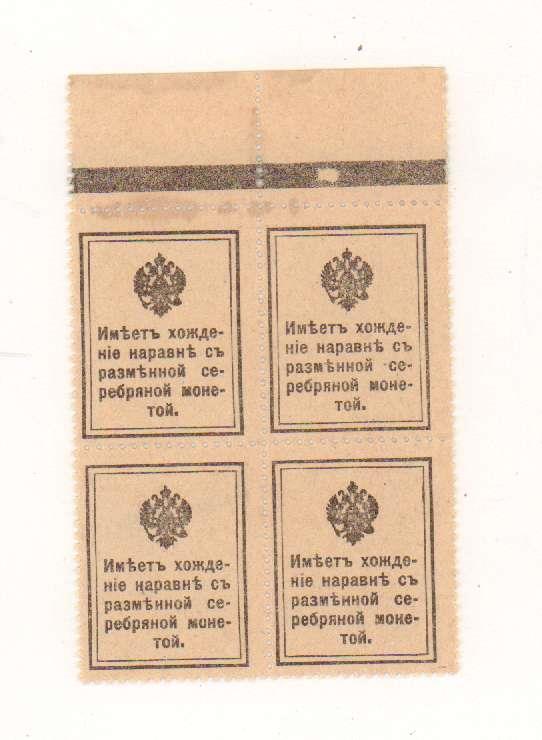 Имѣетъ хожде-
ніе наравнѣ съ
размѣнной се-
ребряной моне-
той.
Имѣетъ хожде-
ніе наравнѣ съ
размѣнной се-
ребряной моне-
той.
Имѣетъ хожде-
ніе наравнѣ съ
размѣнной се-
ребряной моне-
той.
Имѣетъ хожде-
ніе наравнѣ съ
размѣнной се-
ребряной моне-
той.